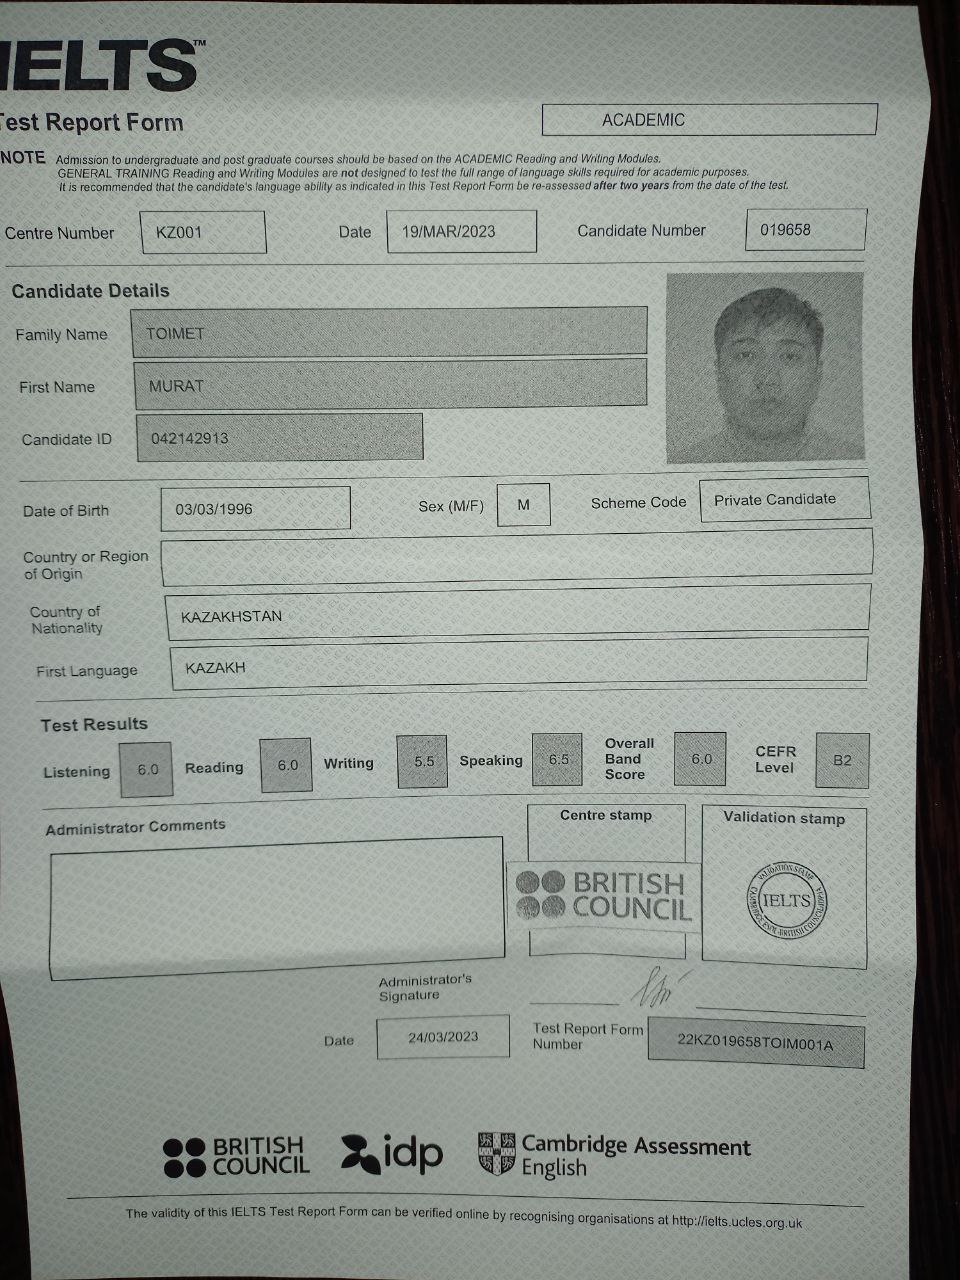 IELTS™
Test Report Form
ACADEMIC
NOTE Admission to undergraduate and post graduate courses should be based on the ACADEMIC Reading and Writing Modules.
GENERAL TRAINING Reading and Writing Modules are not designed to test the full range of language skills required for academic purposes.
It is recommended that the candidate's language ability as indicated in this Test Report Form be re-assessed after two years from the date of the test.
Centre Number KZ001 Date 19/MAR/2023 Candidate Number 019658
Candidate Details
Family Name TOIMET
First Name MURAT
Candidate ID 042142913
Date of Birth 03/03/1996 Sex (M/F) M Scheme Code Private Candidate
Country or Region
of Origin
Country of
Nationality
KAZAKHSTAN
First Language KAZAKH
Test Results
Listening 6.0 Reading 6.0 Writing 5.5 Speaking 6.5 Overall Band Score 6.0 CEFR Level B2
Administrator Comments
Centre stamp
Validation stamp
BRITISH
COUNCIL
VALIDATION STAMP
IELTS
Administrator's
Signature
Date 24/03/2023
Test Report Form
Number
22KZ019658TOIM001A
BRITISH
COUNCIL
idp
Cambridge Assessment
English
The validity of this IELTS Test Report Form can be verified online by recognising organisations at http://ielts.ucles.org.uk